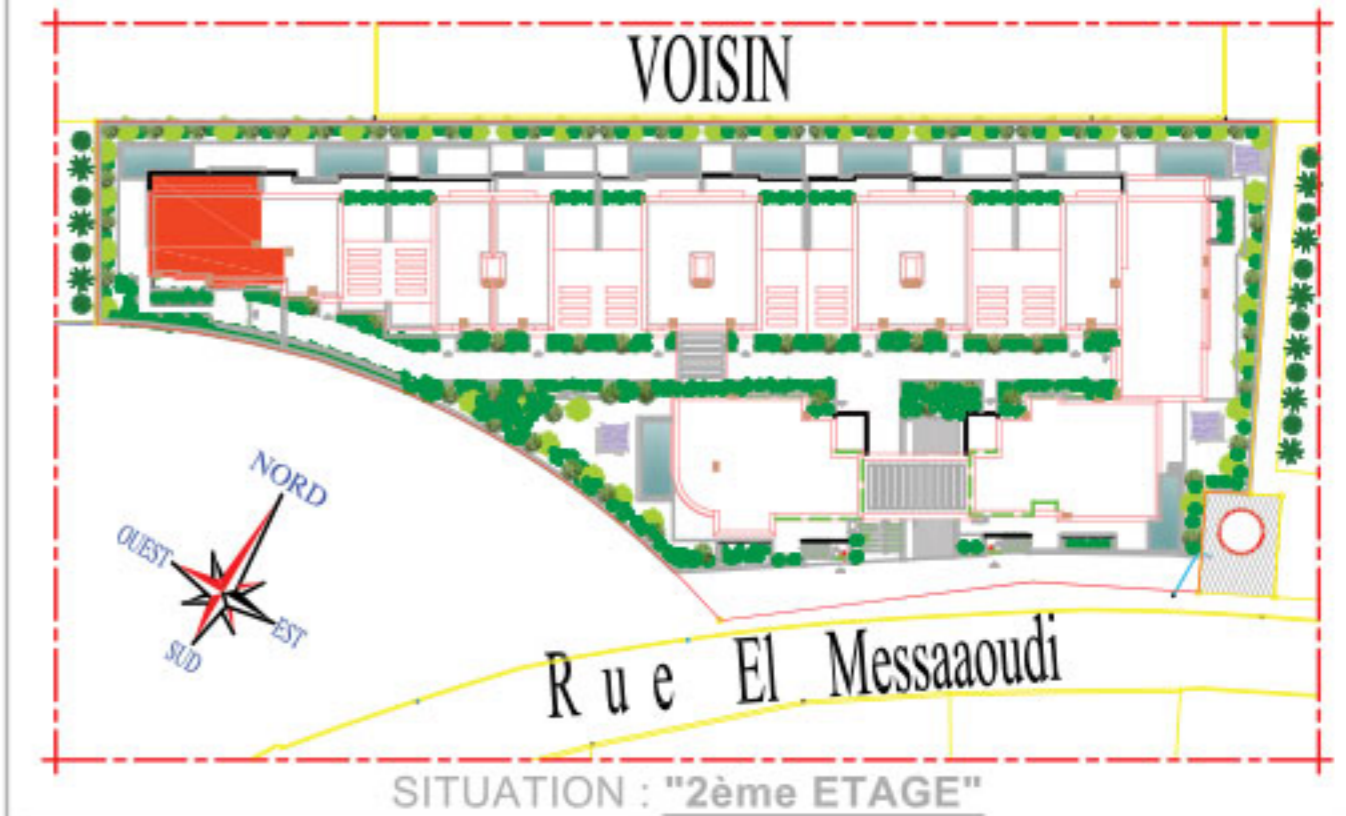 VOISIN
NORD
OUEST
EST
SUD
Rue El Messaaoudi
SITUATION : "2ème ETAGE"